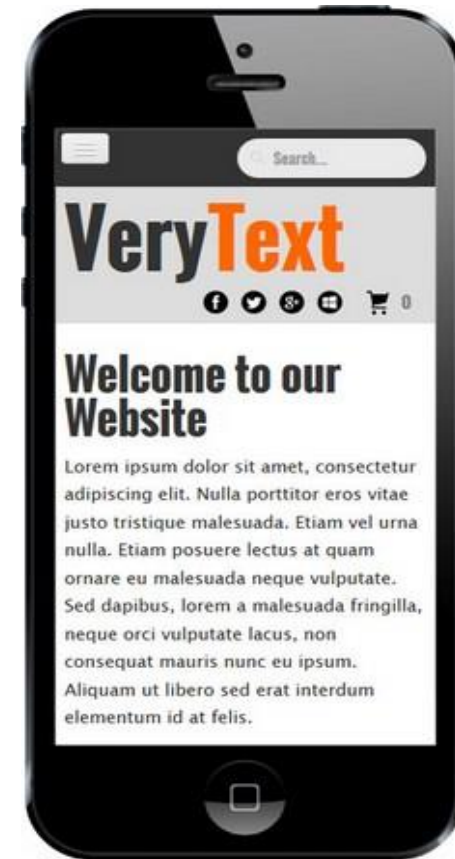 Search...
VeryText
0
Welcome to our
Website
Lorem ipsum dolor sit amet, consectetur
adipiscing elit. Nulla porttitor eros vitae
justo tristique malesuada. Etiam vel urna
nulla. Etiam posuere lectus at quam
ornare eu malesuada neque vulputate.
Sed dapibus, lorem a malesuada fringilla,
neque orci vulputate lacus, non
consequat mauris nunc eu ipsum.
Aliquam ut libero sed erat interdum
elementum id at felis.